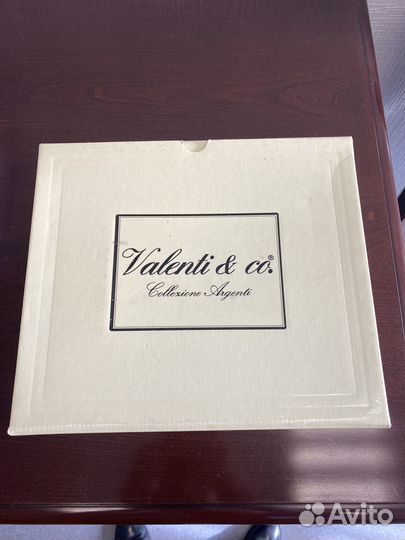 Valenti & co.®
Collezione Argenti
Avito